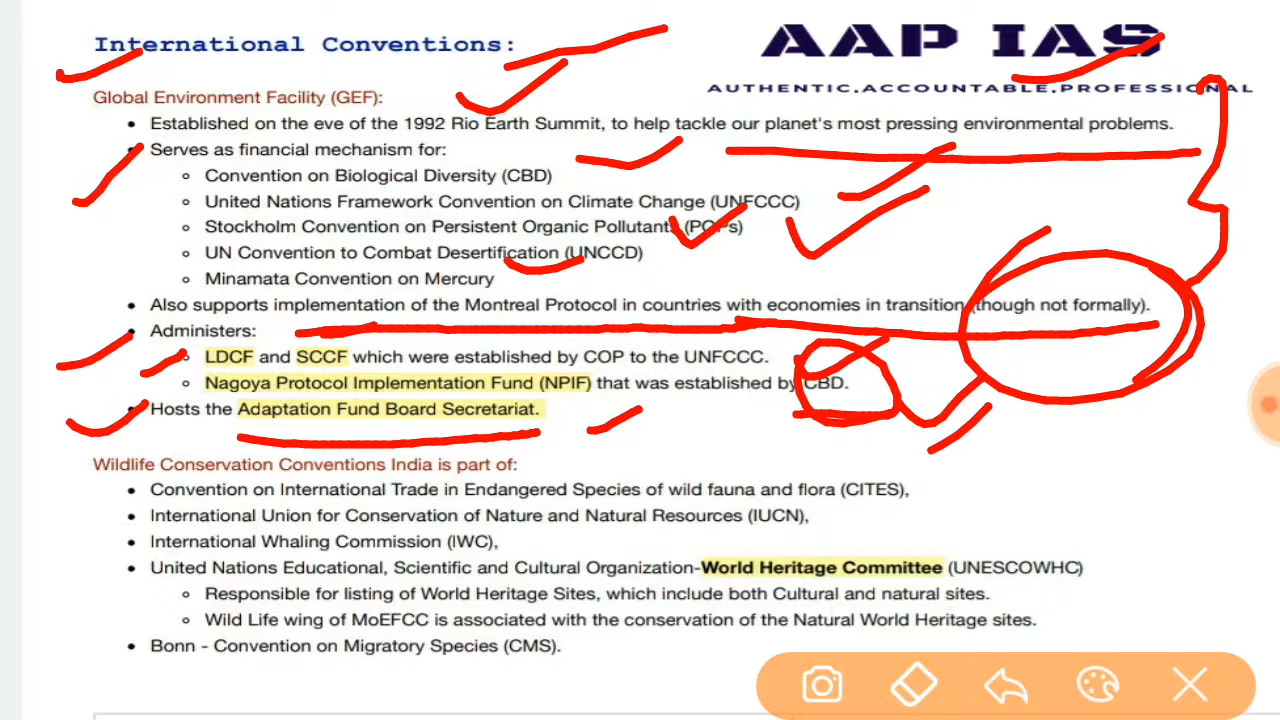 International Conventions:
AAP IAS
AUTHENTIC.ACCOUNTABLE.PROFESSIONAL
Global Environment Facility (GEF):
• Established on the eve of the 1992 Rio Earth Summit, to help tackle our planet's most pressing environmental problems.
• Serves as financial mechanism for:
◦ Convention on Biological Diversity (CBD)
◦ United Nations Framework Convention on Climate Change (UNFCCC)
◦ Stockholm Convention on Persistent Organic Pollutants (POPs)
◦ UN Convention to Combat Desertification (UNCCD)
◦ Minamata Convention on Mercury
• Also supports implementation of the Montreal Protocol in countries with economies in transition (though not formally).
• Administers:
◦ LDCF and SCCF which were established by COP to the UNFCCC.
◦ Nagoya Protocol Implementation Fund (NPIF) that was established by CBD.
• Hosts the Adaptation Fund Board Secretariat.
Wildlife Conservation Conventions India is part of:
• Convention on International Trade in Endangered Species of wild fauna and flora (CITES),
• International Union for Conservation of Nature and Natural Resources (IUCN),
• International Whaling Commission (IWC),
• United Nations Educational, Scientific and Cultural Organization-World Heritage Committee (UNESCOWHC)
◦ Responsible for listing of World Heritage Sites, which include both Cultural and natural sites.
◦ Wild Life wing of MoEFCC is associated with the conservation of the Natural World Heritage sites.
• Bonn - Convention on Migratory Species (CMS).